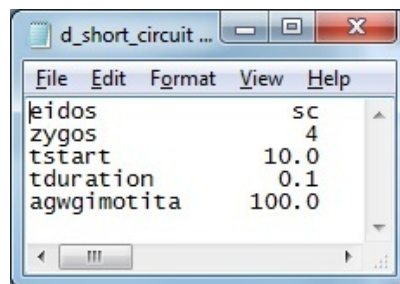 d_short_circuit ...
File Edit Format View Help
eidos sc
zygos 4
tstart 10.0
tduration 0.1
agwgimotita 100.0